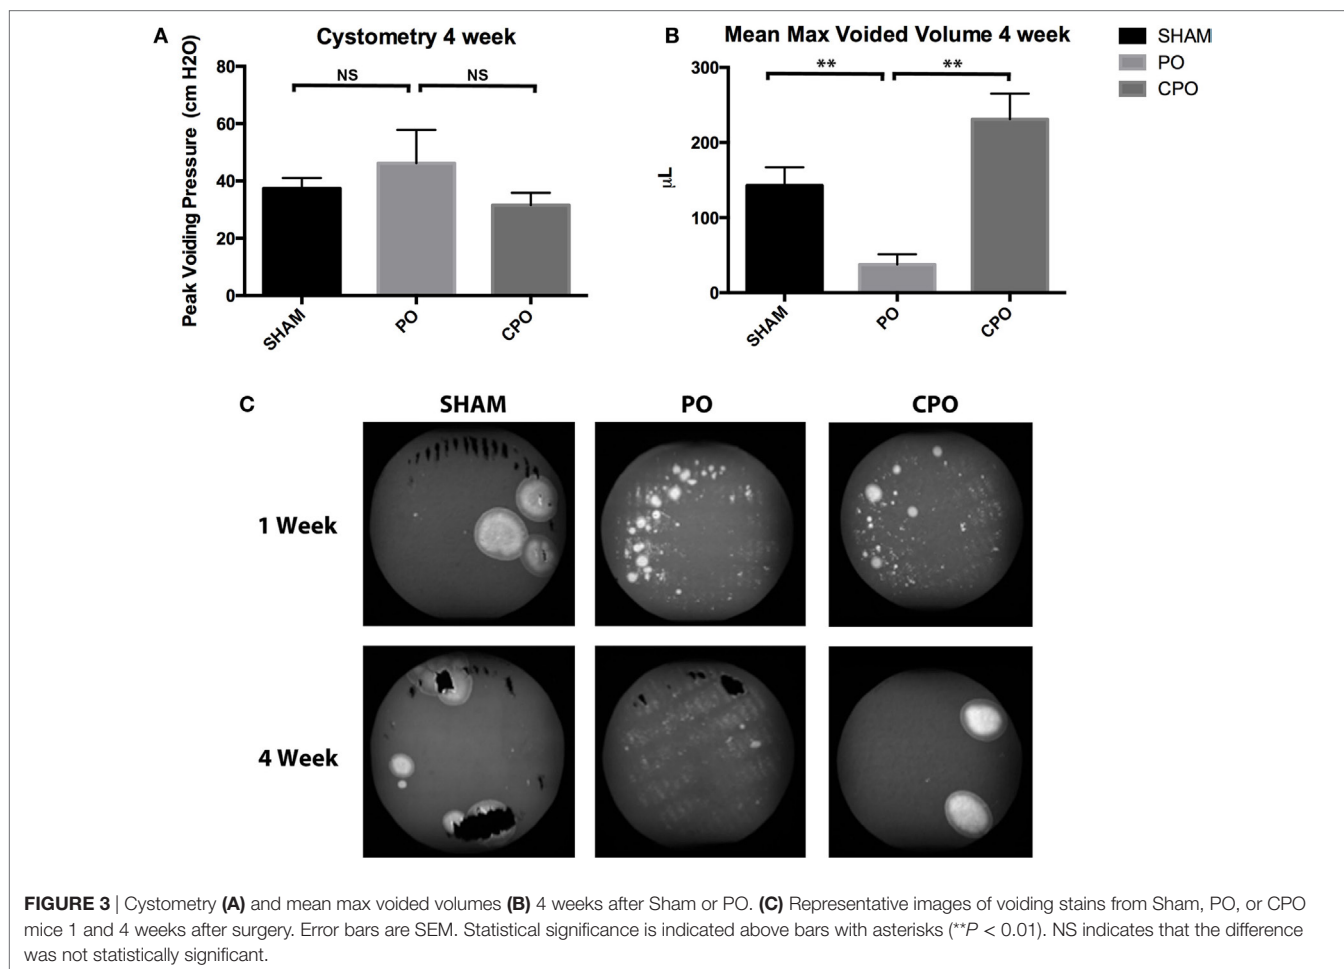 A
Cystometry 4 week
Peak Voiding Pressure (cm H2O)
80
60
40
20
0
NS
NS
SHAM
PO
CPO
B
Mean Max Voided Volume 4 week
µL
300
200
100
0
**
**
SHAM
PO
CPO
SHAM
PO
CPO
C
SHAM
PO
CPO
1 Week
4 Week
FIGURE 3 | Cystometry (A) and mean max voided volumes (B) 4 weeks after Sham or PO. (C) Representative images of voiding stains from Sham, PO, or CPO
mice 1 and 4 weeks after surgery. Error bars are SEM. Statistical significance is indicated above bars with asterisks (**P < 0.01). NS indicates that the difference
was not statistically significant.